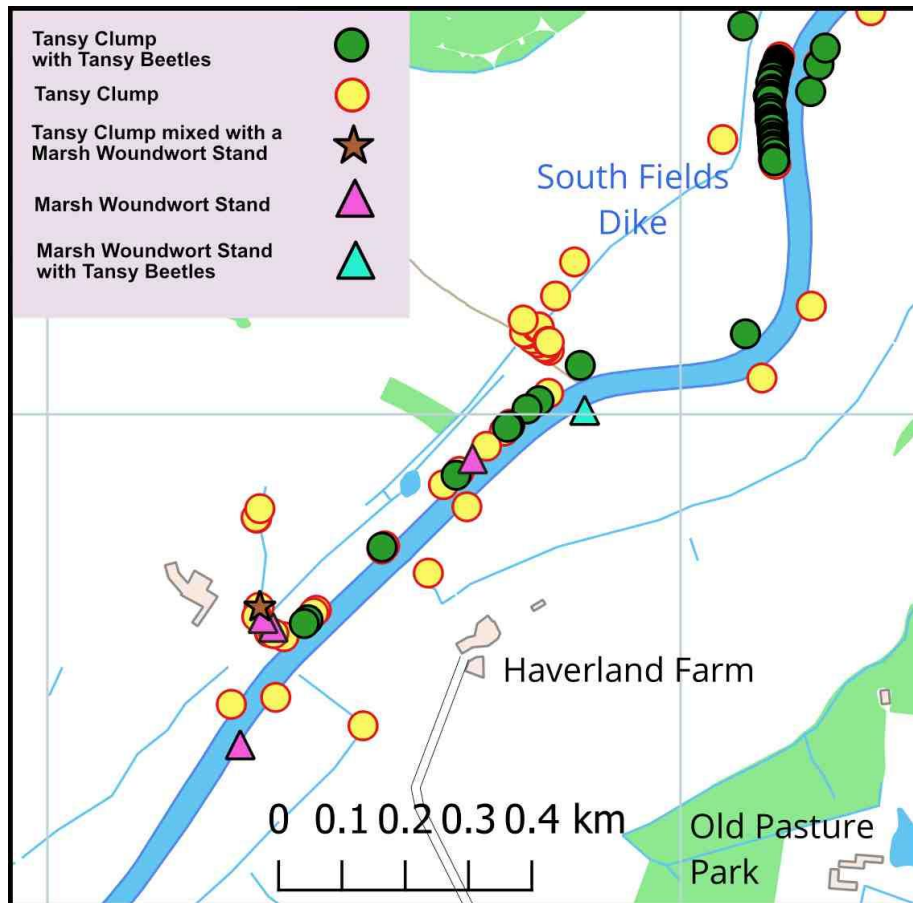 Tansy Clump
with Tansy Beetles
Tansy Clump
Tansy Clump mixed with a
Marsh Woundwort Stand
Marsh Woundwort Stand
Marsh Woundwort Stand
with Tansy Beetles
South Fields
Dike
Haverland Farm
0 0.1 0.2 0.3 0.4 km
Old Pasture
Park